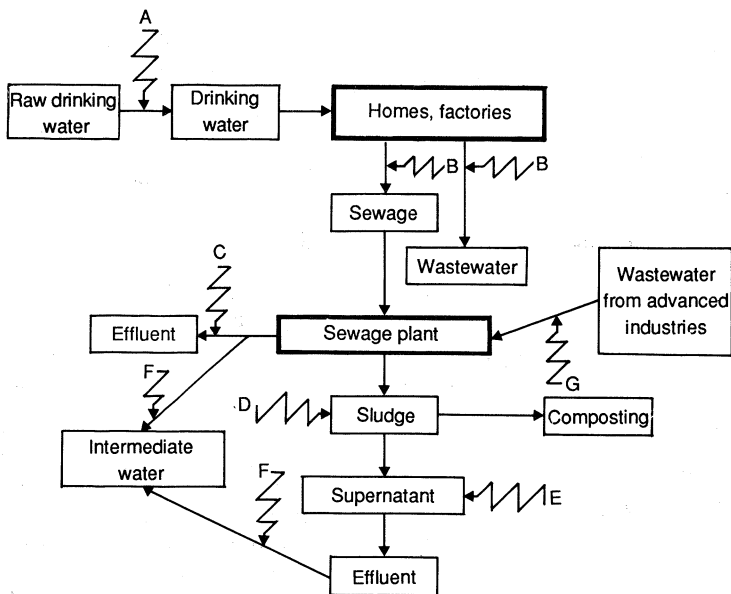 A
Raw drinking
water
Drinking
water
Homes, factories
B
B
Sewage
Wastewater
Wastewater
from advanced
industries
C
Effluent
Sewage plant
G
F
D
Sludge
Composting
Intermediate
water
F
Supernatant
E
Effluent